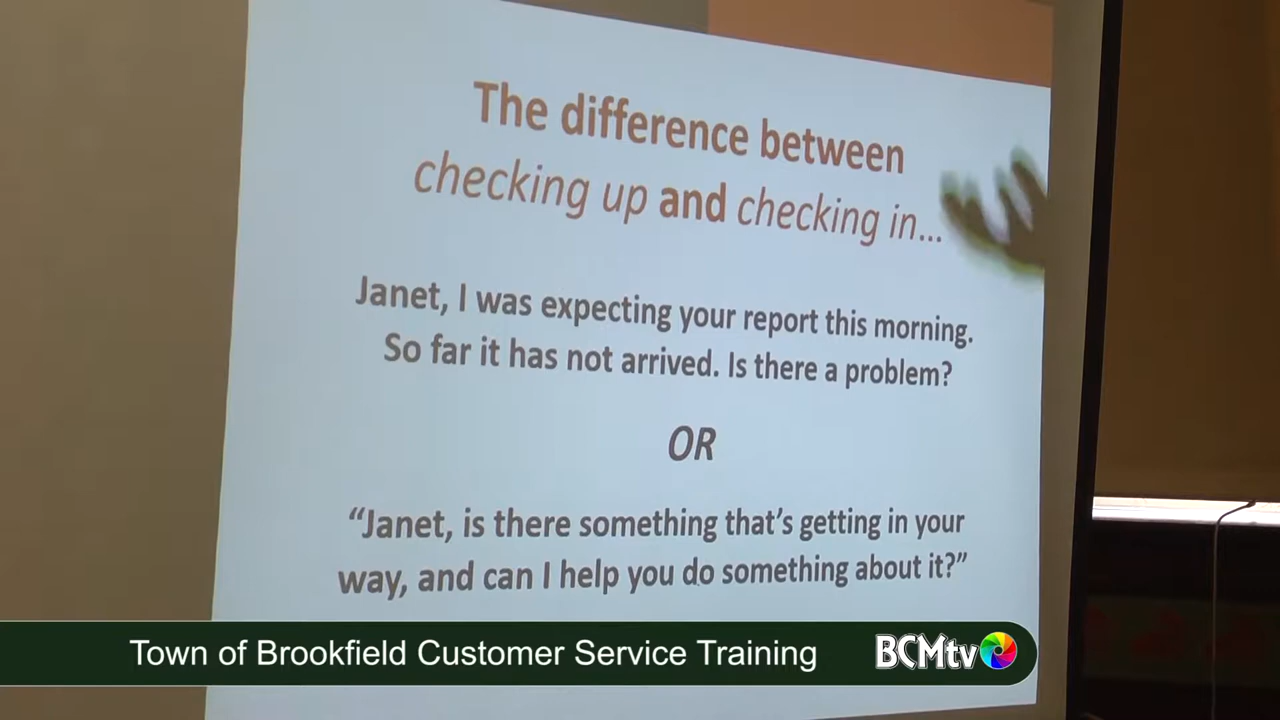 The difference between
checking up and checking in...
Janet, I was expecting your report this morning.
So far it has not arrived. Is there a problem?
OR
“Janet, is there something that’s getting in your
way, and can I help you do something about it?”
Town of Brookfield Customer Service Training
BCMtv